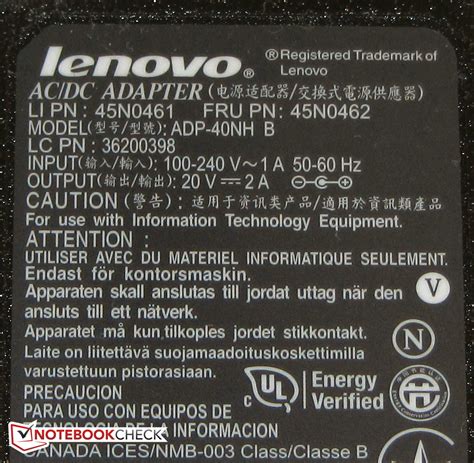 lenovo® ®Registered Trademark of
Lenovo
AC/DC ADAPTER (电源适配器/交換式電源供應器)
LI PN : 45N0461 FRU PN : 45N0462
MODEL(型号/型號): ADP-40NH B
LC PN : 36200398
INPUT(输入/輸入): 100-240 V~1 A 50-60 Hz
OUTPUT(输出/輸出): 20 V⎓2 A
CAUTION (警告) : 适用于资讯类产品/適用於資訊類產品
For use with Information Technology Equipment.
ATTENTION :
UTILISER AVEC DU MATERIEL INFORMATIQUE SEULEMENT.
Endast för kontorsmaskin.
Apparaten skall anslutas till jordat uttag när den
ansluts till ett nätverk.
V
Apparatet må kun tilkoples jordet stikkontakt.
N
Laite on liitettävä suojamaadoituskoskettimilla
varustettuun pistorasiaan.
PRECAUCION
PARA USO CON EQUIPOS DE
TECNOLOGIA DE LA INFORMACION
CANADA ICES/NMB-003 Class/Classe B
c UL ® us
Energy
Verified
NOTEBOOKCHECK